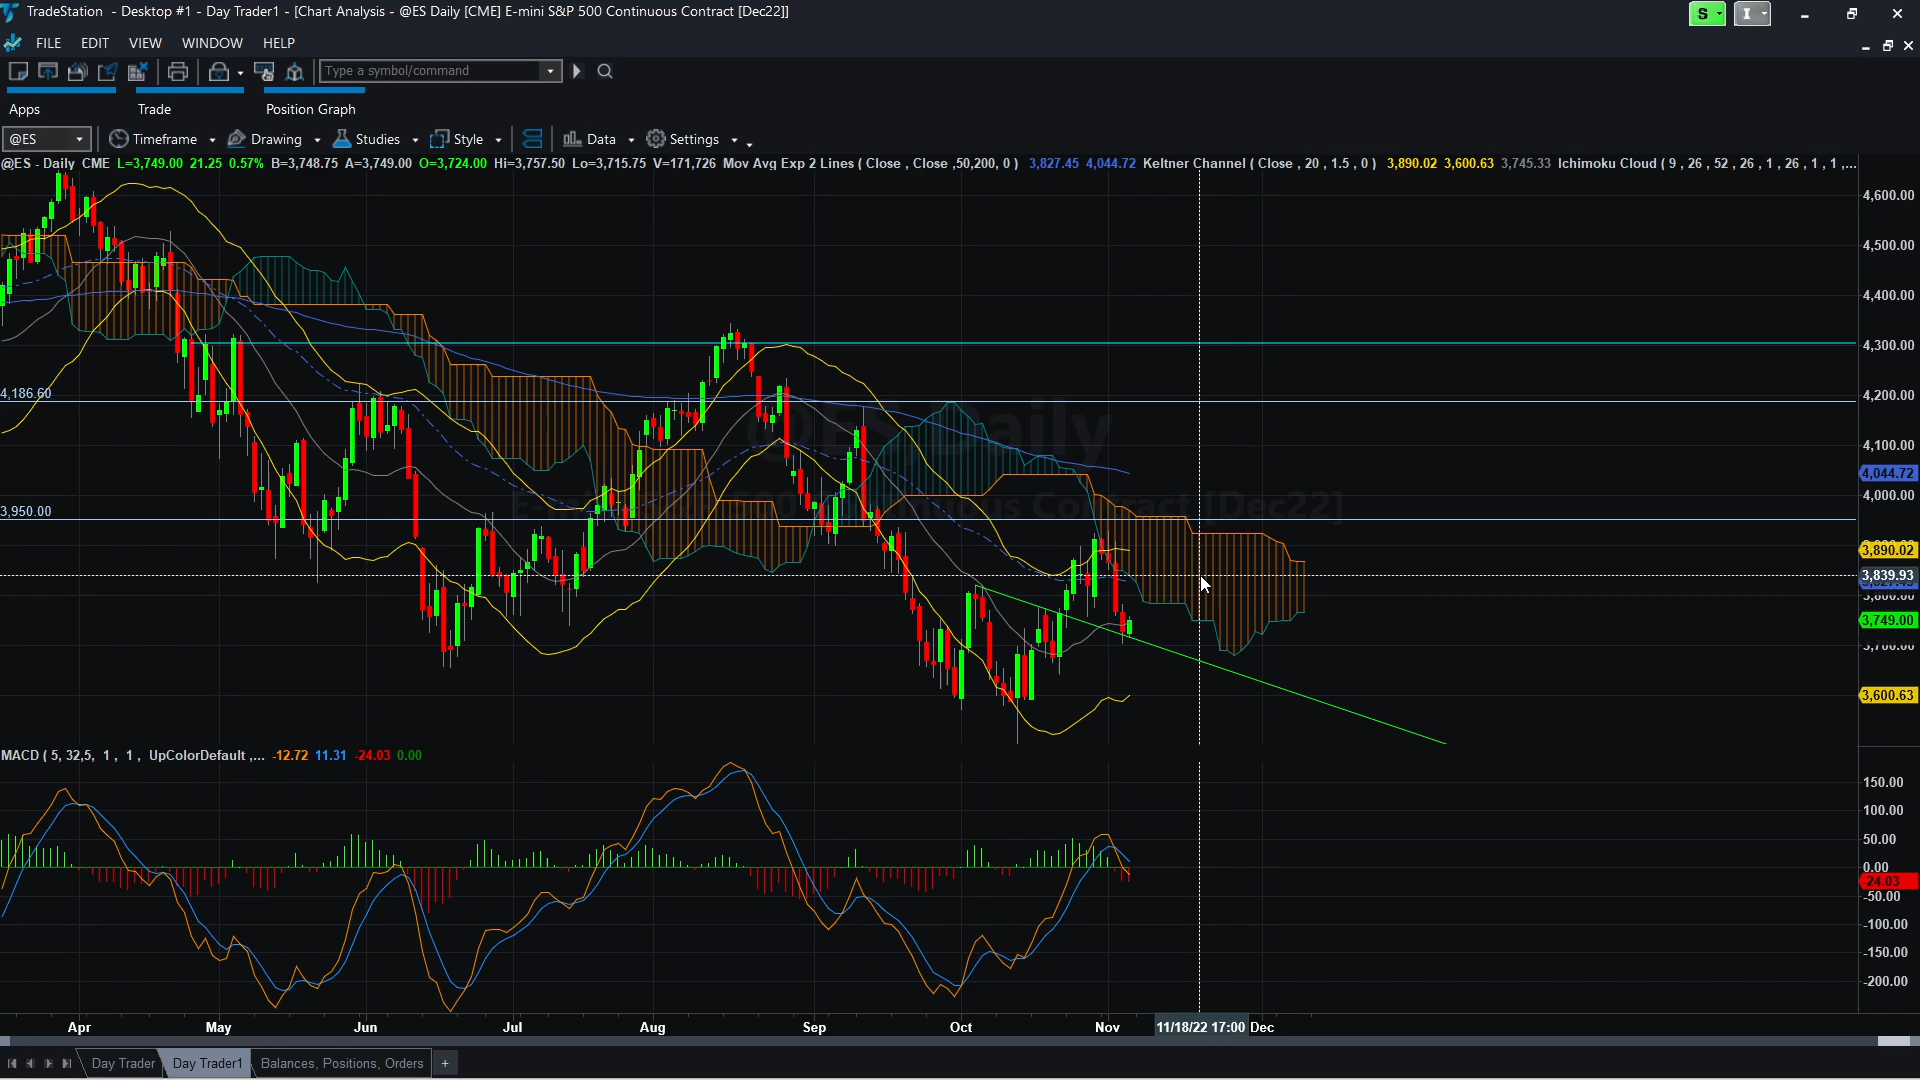 TradeStation - Desktop #1 - Day Trader1 - [Chart Analysis - @ES Daily [CME] E-mini S&P 500 Continuous Contract [Dec22]]
S
I
FILE EDIT VIEW WINDOW HELP
Type a symbol/command
Apps Trade Position Graph
@ES Timeframe Drawing Studies Style Data Settings
@ES - Daily CME L=3,749.00 21.25 0.57% B=3,748.75 A=3,749.00 O=3,724.00 Hi=3,757.50 Lo=3,715.75 V=171,726 Mov Avg Exp 2 Lines ( Close , Close ,50,200, 0 ) 3,827.45 4,044.72 Keltner Channel ( Close , 20 , 1.5 , 0 ) 3,890.02 3,600.63 3,745.33 Ichimoku Cloud ( 9 , 26 , 52 , 26 , 1 , 26 , 1 , 1 ,...
4,600.00
4,500.00
4,400.00
4,300.00
4,186.60
4,200.00
@ES Daily
4,100.00
4,044.72
4,000.00
3,950.00
[Dec22]
3,890.02
3,839.93
3,749.00
3,600.63
MACD ( 5, 32,5, 1 , 1 , UpColorDefault ,... -12.72 11.31 -24.03 0.00
150.00
100.00
50.00
0.00
-24.03
-50.00
-100.00
-150.00
-200.00
Apr May Jun Jul Aug Sep Oct Nov 11/18/22 17:00 Dec
Day Trader Day Trader1 Balances, Positions, Orders +